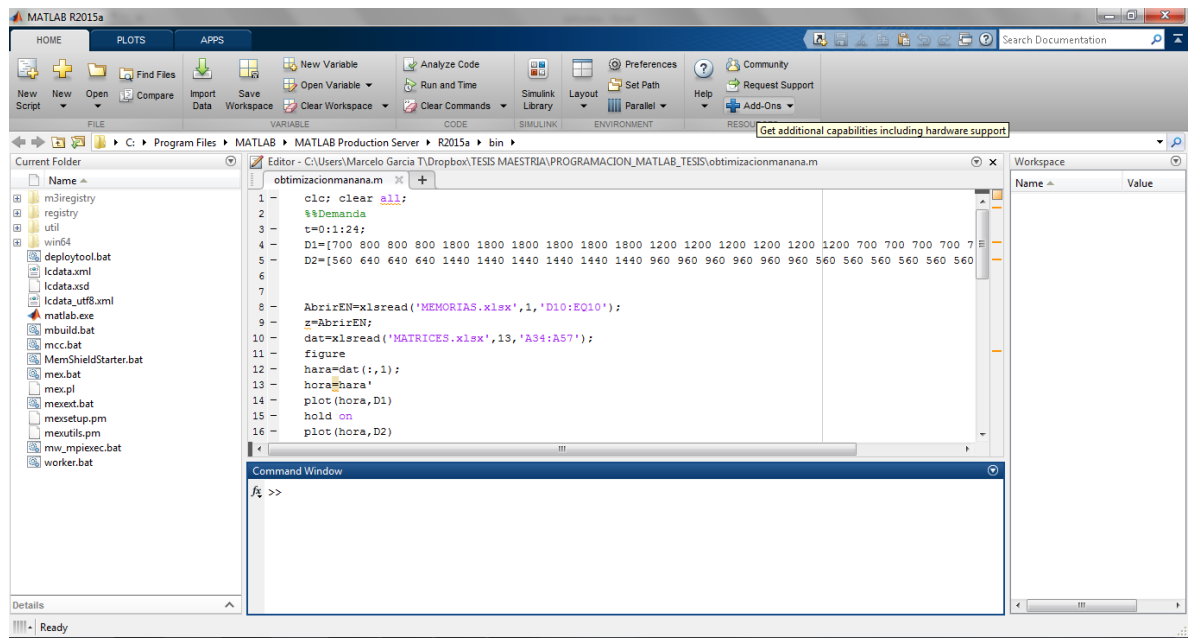 MATLAB R2015a
HOME PLOTS APPS
Search Documentation
New Script
New
Open
Find Files
Compare
Import Data
Save Workspace
New Variable
Open Variable
Clear Workspace
Analyze Code
Run and Time
Clear Commands
Simulink Library
Layout
Preferences
Set Path
Parallel
Help
Community
Request Support
Add-Ons
FILE VARIABLE CODE SIMULINK ENVIRONMENT
Get additional capabilities including hardware support
C: Program Files MATLAB MATLAB Production Server R2015a bin
Current Folder
Name
m3iregistry
registry
util
win64
deploytool.bat
lcdata.xml
lcdata.xsd
lcdata_utf8.xml
matlab.exe
mbuild.bat
mcc.bat
MemShieldStarter.bat
mex.bat
mex.pl
mexext.bat
mexsetup.pm
mexutils.pm
mw_mpiexec.bat
worker.bat
Details
Ready
Editor - C:\Users\Marcelo Garcia T\Dropbox\TESIS MAESTRIA\PROGRAMACION_MATLAB_TESIS\obtimizacionmanana.m
obtimizacionmanana.m
1 clc; clear all;
2 %%Demanda
3 t=0:1:24;
4 D1=[700 800 800 800 1800 1800 1800 1800 1800 1800 1200 1200 1200 1200 1200 1200 700 700 700 700 7
5 D2=[560 640 640 640 1440 1440 1440 1440 1440 1440 960 960 960 960 960 960 560 560 560 560 560 560
6
7
8 AbrirEN=xlsread('MEMORIAS.xlsx',1,'D10:EQ10');
9 z=AbrirEN;
10 dat=xlsread('MATRICES.xlsx',13,'A34:A57');
11 figure
12 hara=dat(:,1);
13 hora=hara'
14 plot(hora,D1)
15 hold on
16 plot(hora,D2)
Command Window
fx >>
Workspace
Name Value